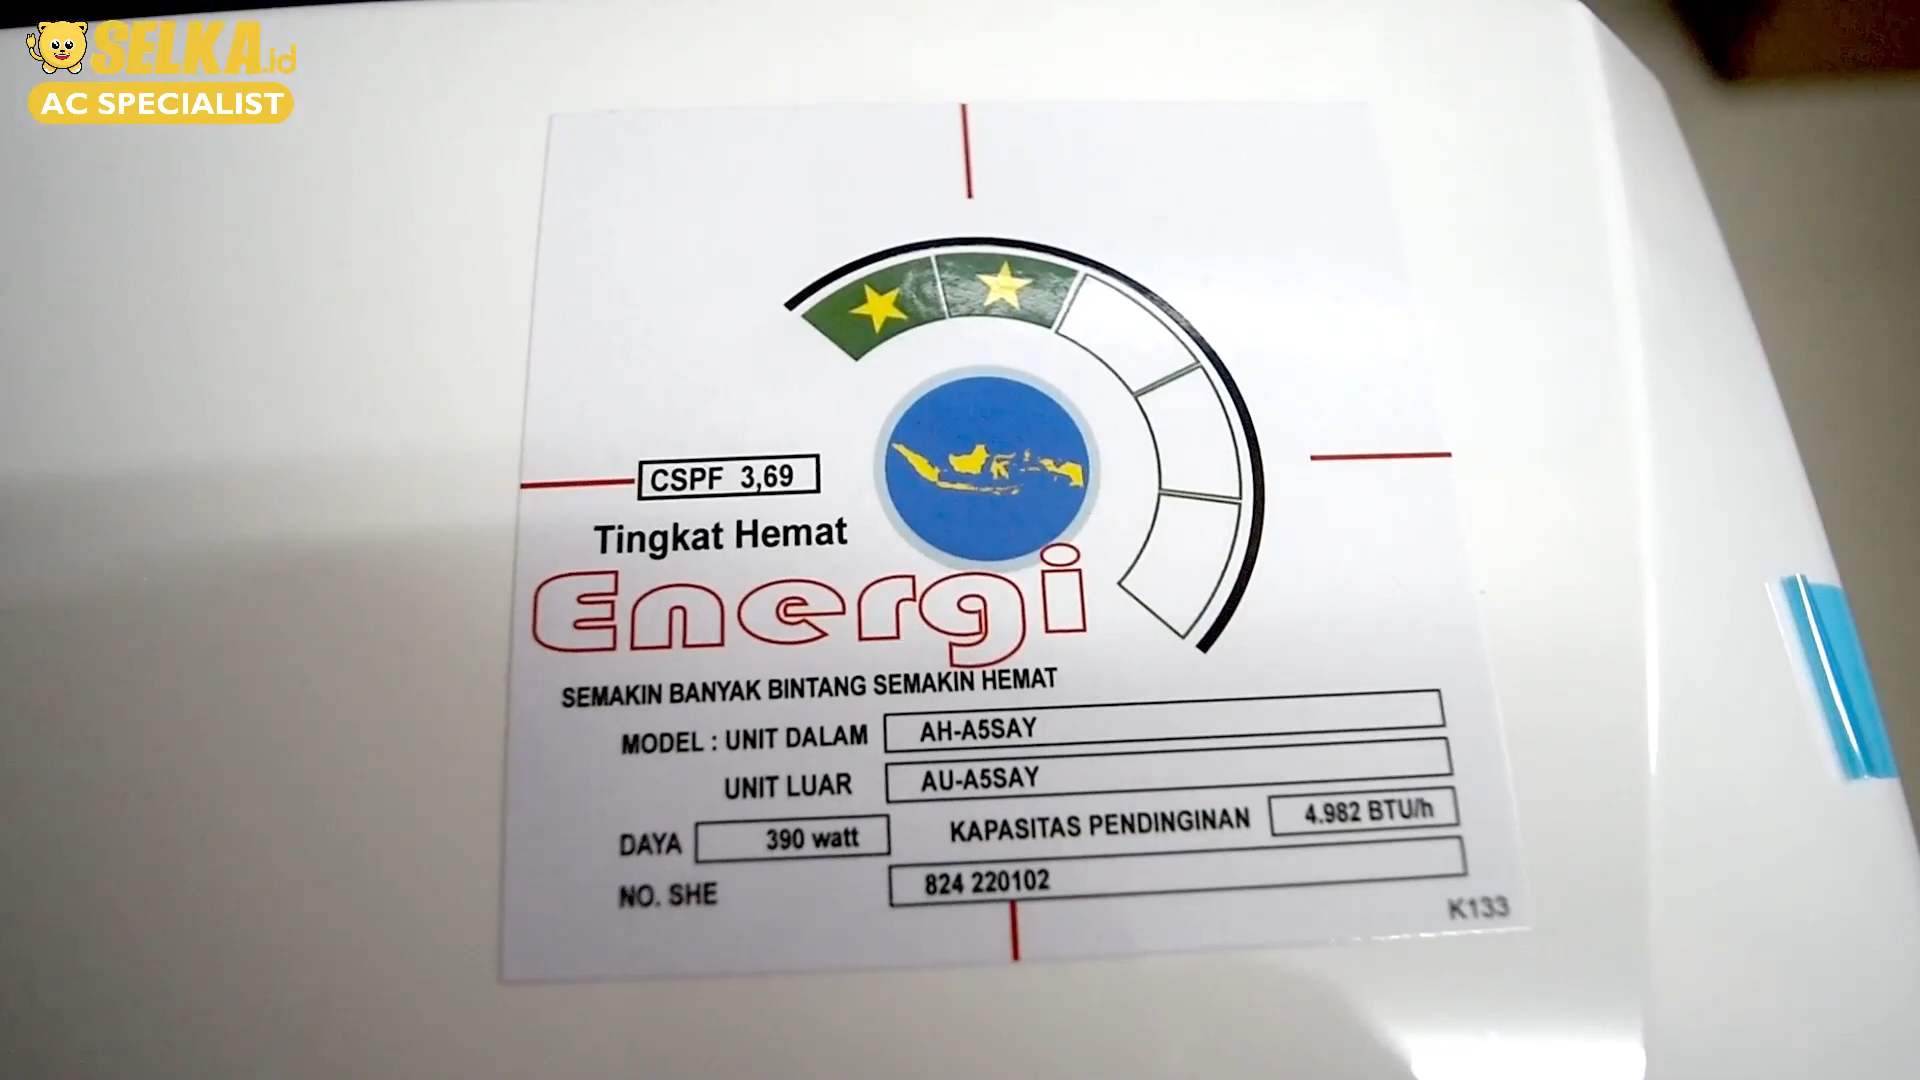 SELKA.id
AC SPECIALIST
CSPF 3,69
Tingkat Hemat
Energi
SEMAKIN BANYAK BINTANG SEMAKIN HEMAT
MODEL : UNIT DALAM AH-A5SAY
UNIT LUAR AU-A5SAY
DAYA 390 watt KAPASITAS PENDINGINAN 4.982 BTU/h
NO. SHE 824 220102
K133